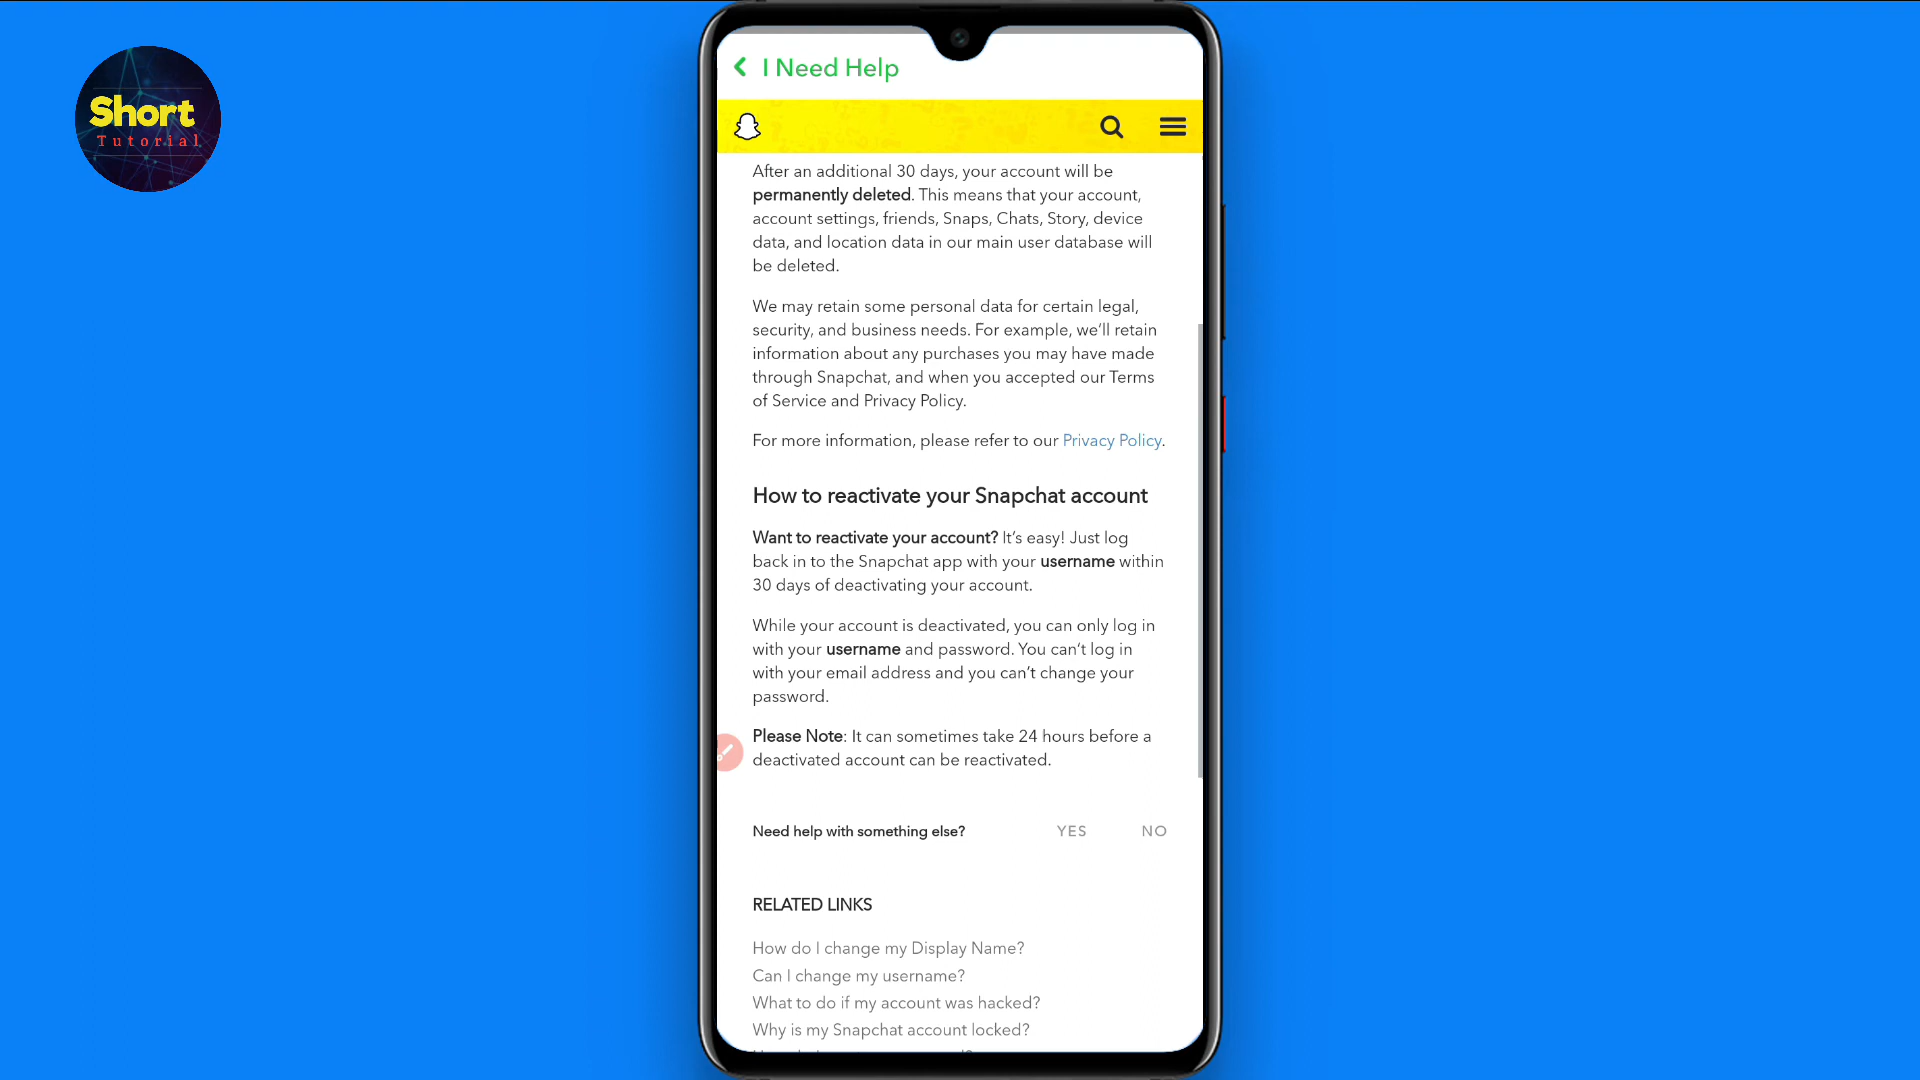 Short
Tutorial
I Need Help
After an additional 30 days, your account will be
permanently deleted. This means that your account,
account settings, friends, Snaps, Chats, Story, device
data, and location data in our main user database will
be deleted.
We may retain some personal data for certain legal,
security, and business needs. For example, we’ll retain
information about any purchases you may have made
through Snapchat, and when you accepted our Terms
of Service and Privacy Policy.
For more information, please refer to our Privacy Policy.
How to reactivate your Snapchat account
Want to reactivate your account? It’s easy! Just log
back in to the Snapchat app with your username within
30 days of deactivating your account.
While your account is deactivated, you can only log in
with your username and password. You can’t log in
with your email address and you can’t change your
password.
Please Note: It can sometimes take 24 hours before a
deactivated account can be reactivated.
Need help with something else? YES NO
RELATED LINKS
How do I change my Display Name?
Can I change my username?
What to do if my account was hacked?
Why is my Snapchat account locked?